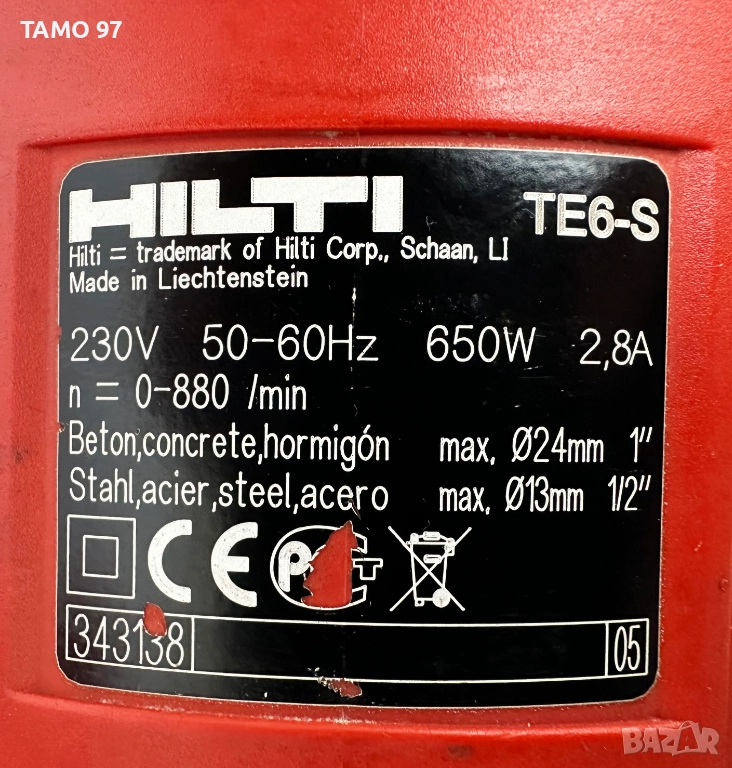 TAMO 97
HILTI TE6-S
Hilti = trademark of Hilti Corp., Schaan, LI
Made in Liechtenstein
230V 50-60Hz 650W 2,8A
n = 0-880 /min
Beton,concrete,hormigón max. Ø24mm 1"
Stahl,acier,steel,acero max. Ø13mm 1/2"
CE
343138 05
BAZAR